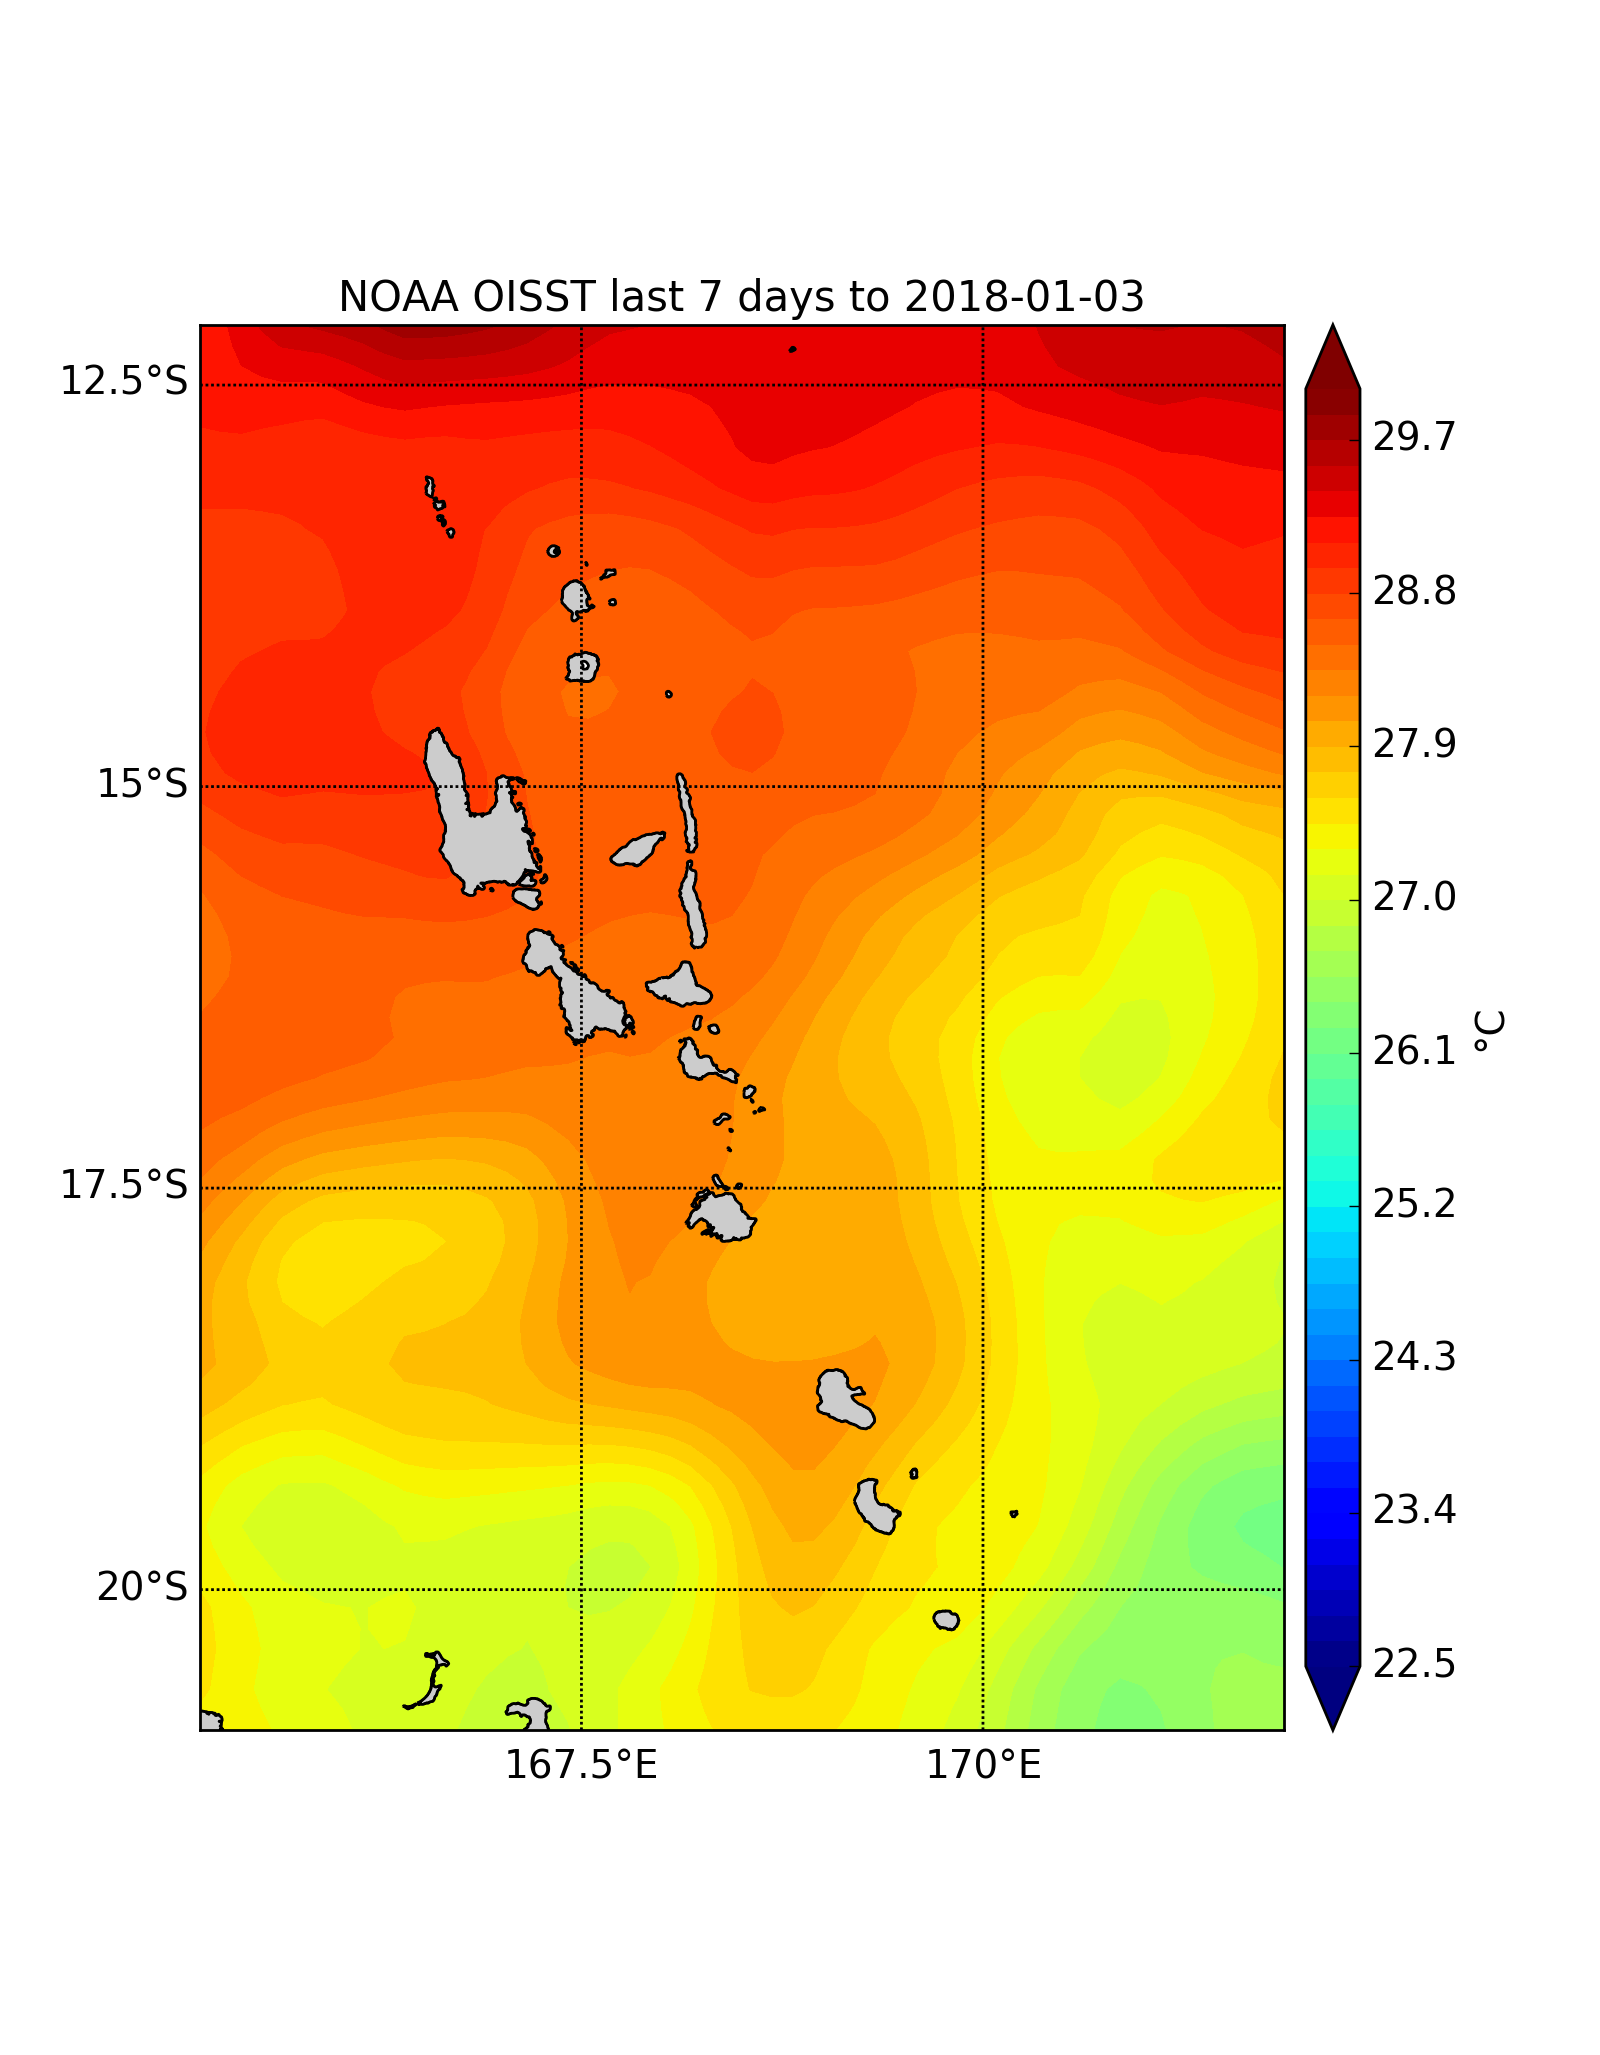 NOAA OISST last 7 days to 2018-01-03
12.5°S
15°S
17.5°S
20°S
167.5°E
170°E
29.7
28.8
27.9
27.0
26.1
25.2
24.3
23.4
22.5
°C